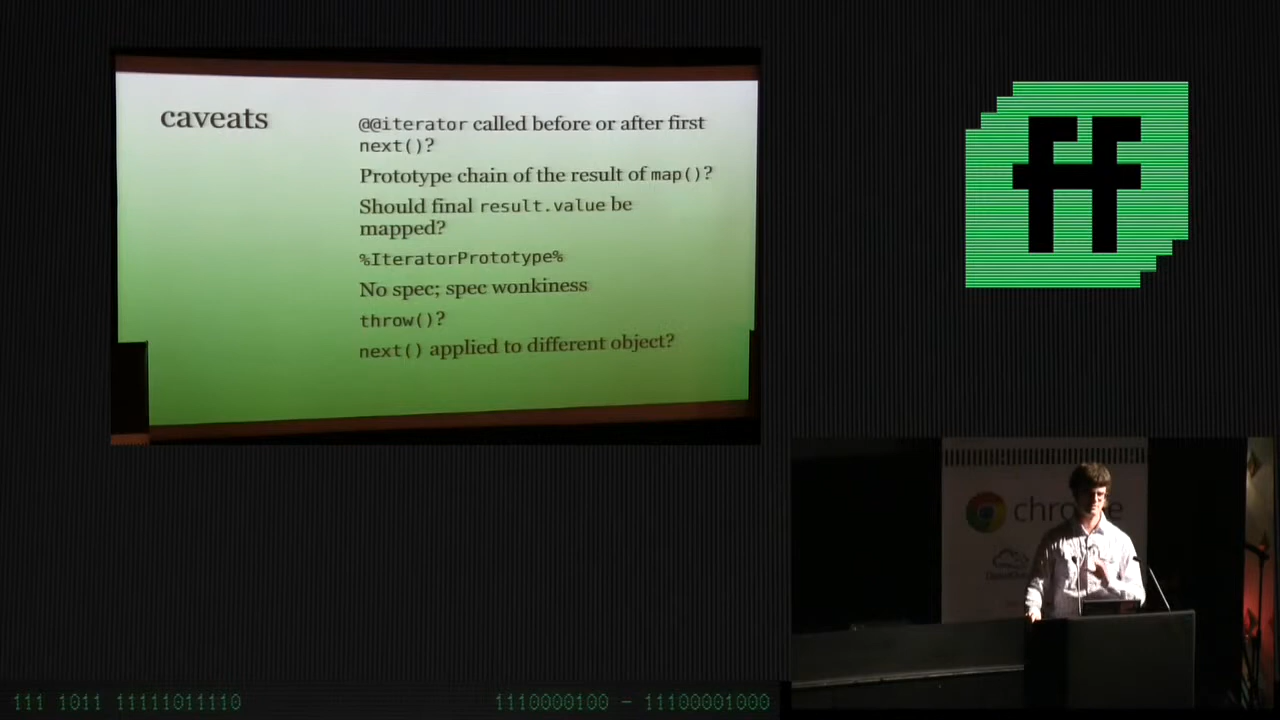 caveats
@@iterator called before or after first
next()?
Prototype chain of the result of map()?
Should final result.value be
mapped?
%IteratorPrototype%
No spec; spec wonkiness
throw()?
next() applied to different object?
ff
111 1011 11111011110
1110000100 – 11100001000